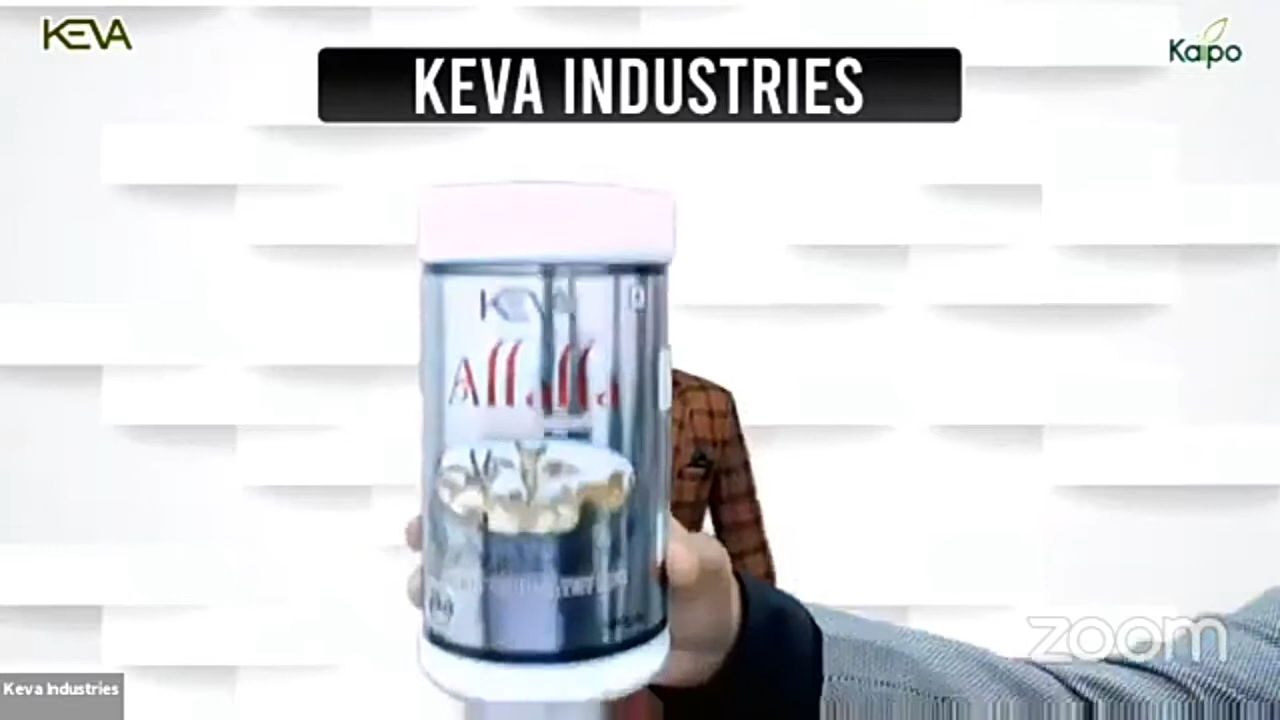 KEVA
Kaipo
KEVA INDUSTRIES
KEVA
Alfalfa
zoom
Keva Industries